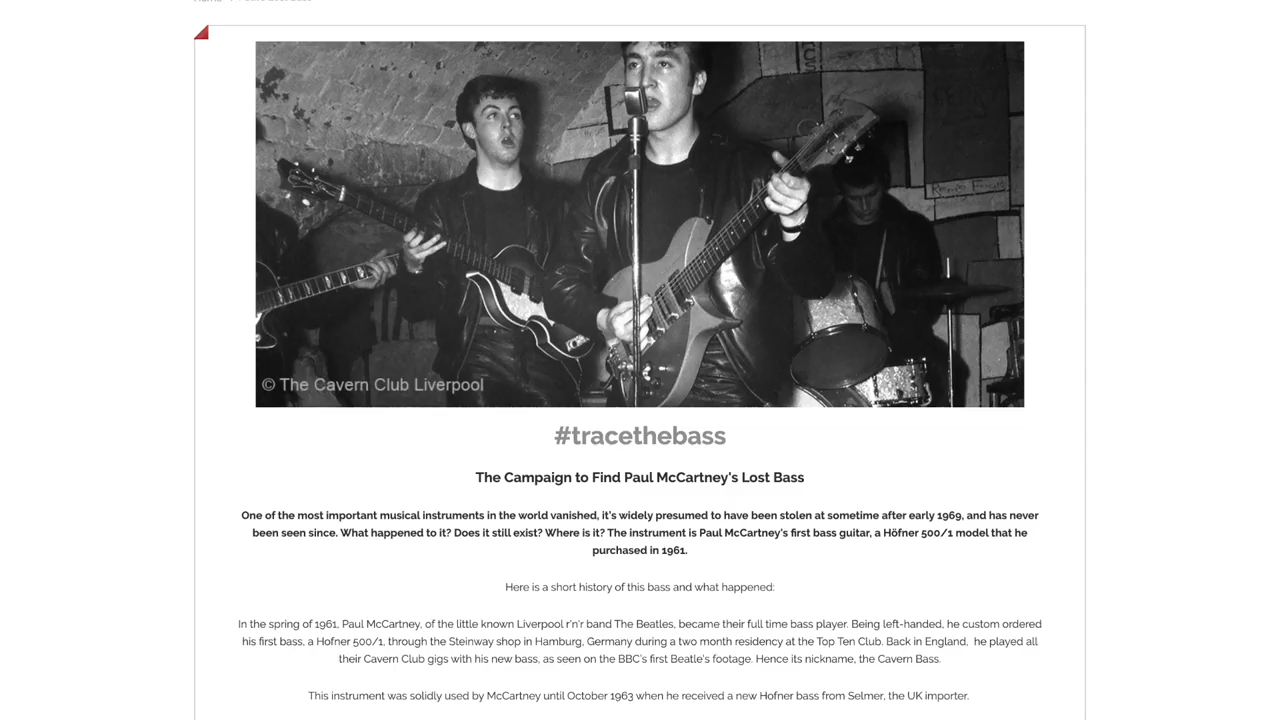 © The Cavern Club Liverpool
#tracethebass
The Campaign to Find Paul McCartney's Lost Bass
One of the most important musical instruments in the world vanished, it's widely presumed to have been stolen at sometime after early 1969, and has never
been seen since. What happened to it? Does it still exist? Where is it? The instrument is Paul McCartney's first bass guitar, a Höfner 500/1 model that he
purchased in 1961.
Here is a short history of this bass and what happened:
In the spring of 1961, Paul McCartney, of the little known Liverpool r'n'r band The Beatles, became their full time bass player. Being left-handed, he custom ordered
his first bass, a Hofner 500/1, through the Steinway shop in Hamburg, Germany during a two month residency at the Top Ten Club. Back in England, he played all
their Cavern Club gigs with his new bass, as seen on the BBC's first Beatle's footage. Hence its nickname, the Cavern Bass.
This instrument was solidly used by McCartney until October 1963 when he received a new Hofner bass from Selmer, the UK importer.